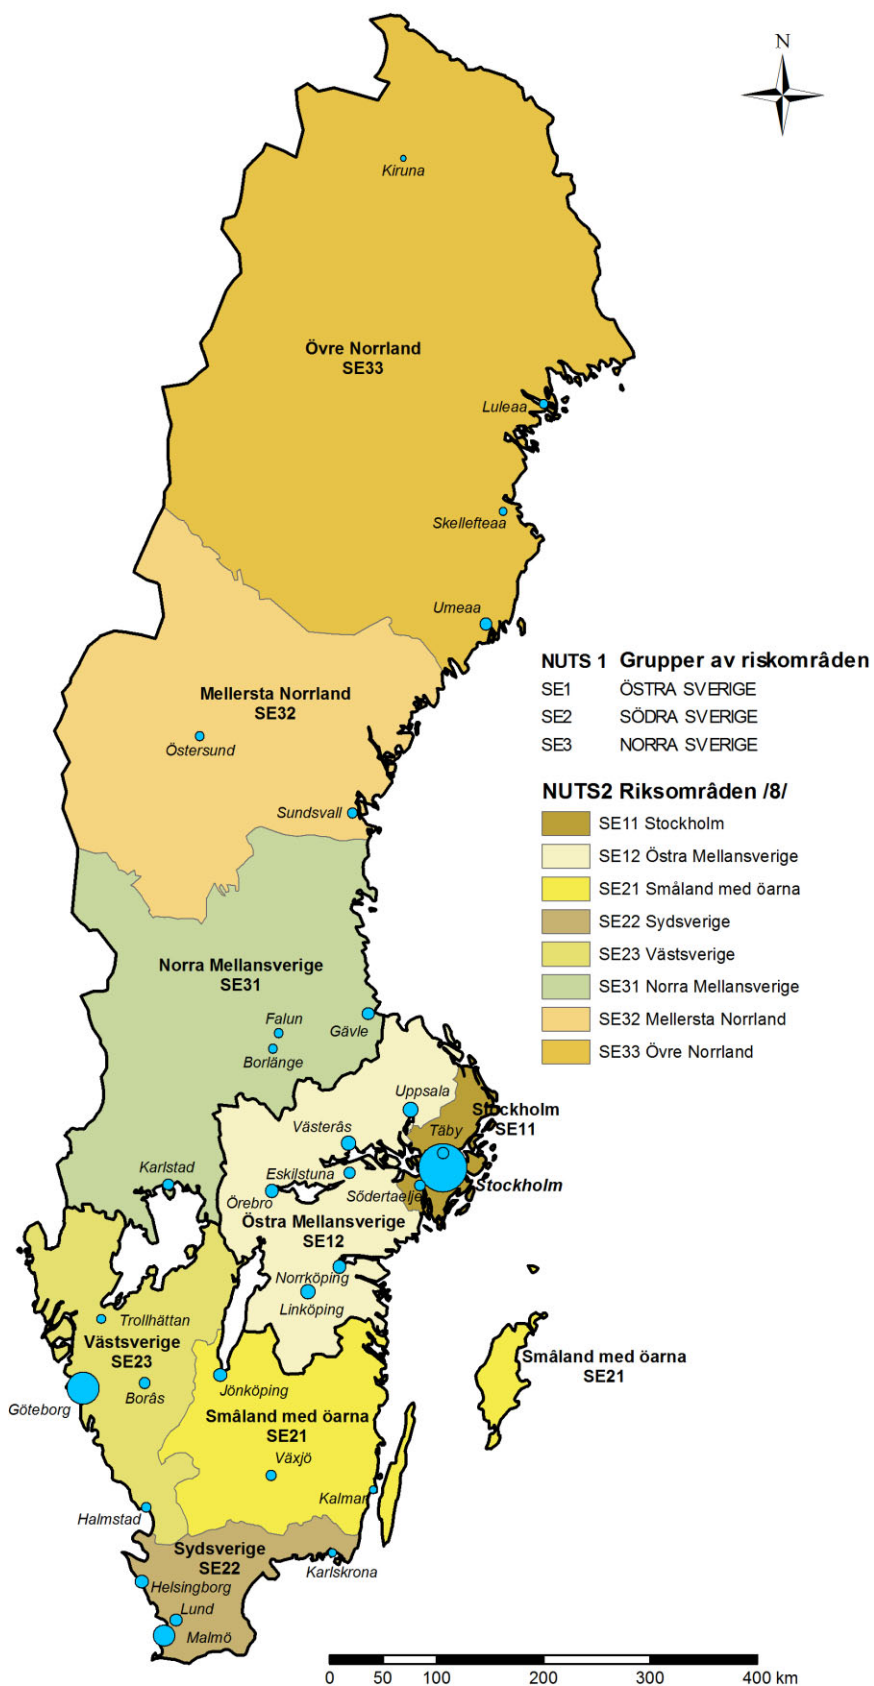 N
Kiruna
Övre Norrland
SE33
Luleaa
Skellefteaa
Umeaa
NUTS 1 Grupper av riskområden
SE1 ÖSTRA SVERIGE
SE2 SÖDRA SVERIGE
SE3 NORRA SVERIGE
Mellersta Norrland
SE32
Östersund
Sundsvall
NUTS2 Riksområden /8/
SE11 Stockholm
SE12 Östra Mellansverige
SE21 Småland med öarna
SE22 Sydsverige
SE23 Västsverige
SE31 Norra Mellansverige
SE32 Mellersta Norrland
SE33 Övre Norrland
Norra Mellansverige
SE31
Falun
Gävle
Borlänge
Uppsala
Stockholm
SE11
Täby
Västerås
Karlstad
Eskilstuna
Södertaelje
Stockholm
Örebro
Östra Mellansverige
SE12
Norrköping
Linköping
Trollhättan
Västsverige
SE23
Småland med öarna
SE21
Jönköping
Borås
Göteborg
Småland med öarna
SE21
Växjö
Kalmar
Halmstad
Sydsverige
SE22
Karlskrona
Helsingborg
Lund
Malmö
0 50 100 200 300 400 km